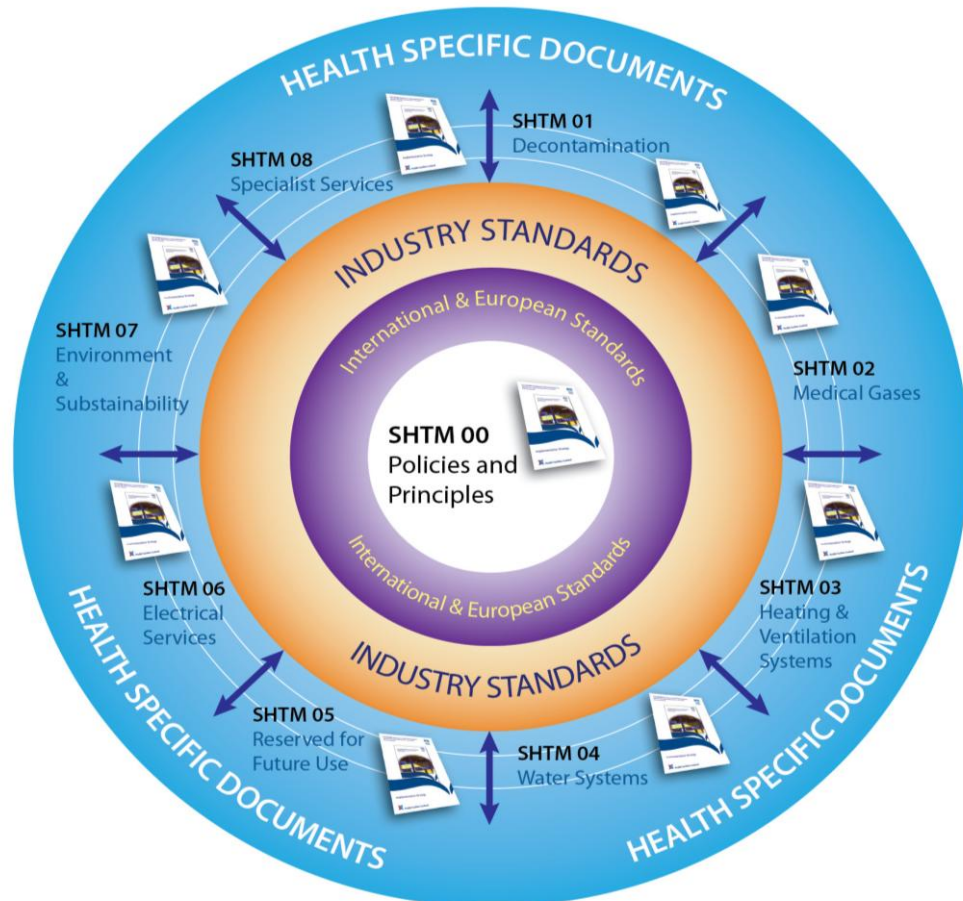 HEALTH SPECIFIC DOCUMENTS
SHTM 01
Decontamination
SHTM 08
Specialist Services
INDUSTRY STANDARDS
International & European Standards
SHTM 07
Environment
&
Substainability
SHTM 02
Medical Gases
SHTM 00
Policies and
Principles
International & European Standards
SHTM 06
Electrical
Services
SHTM 03
Heating &
Ventilation
Systems
INDUSTRY STANDARDS
SHTM 05
Reserved for
Future Use
SHTM 04
Water Systems
HEALTH SPECIFIC DOCUMENTS
HEALTH SPECIFIC DOCUMENTS